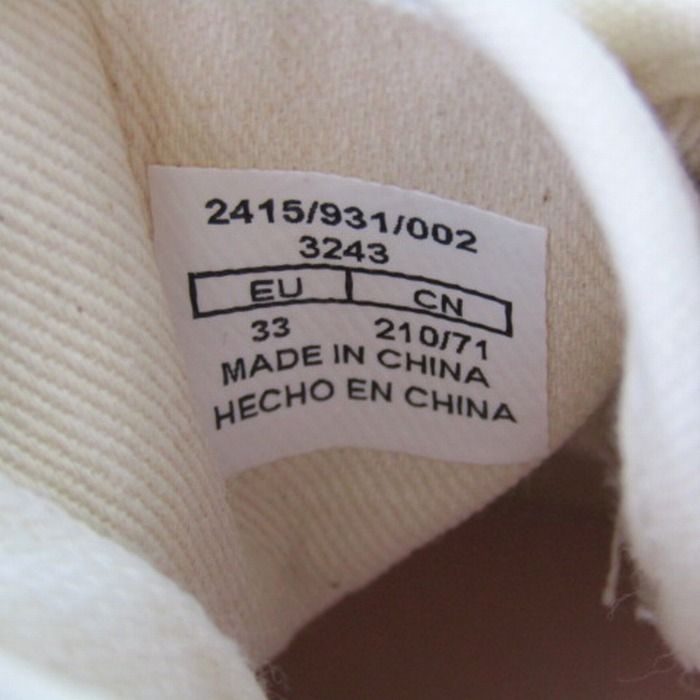 2415/931/002
3243
EU CN
33 210/71
MADE IN CHINA
HECHO EN CHINA